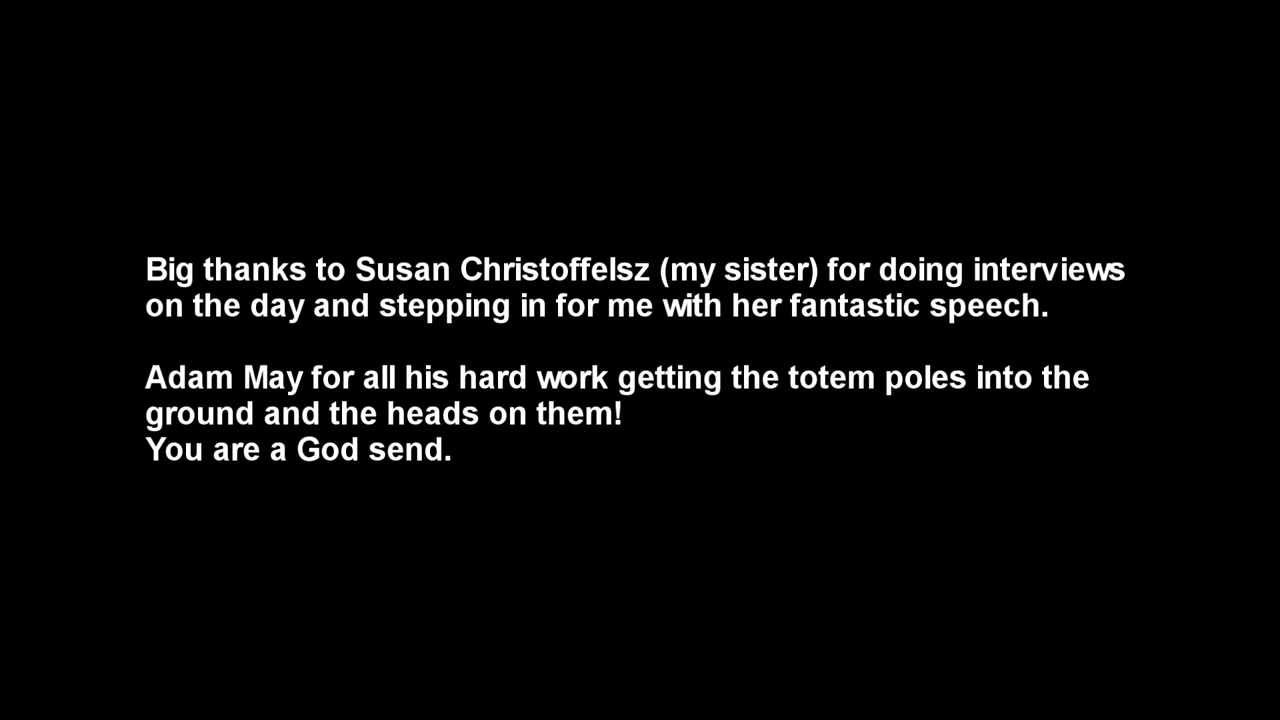 Big thanks to Susan Christoffelsz (my sister) for doing interviews
on the day and stepping in for me with her fantastic speech.
Adam May for all his hard work getting the totem poles into the
ground and the heads on them!
You are a God send.